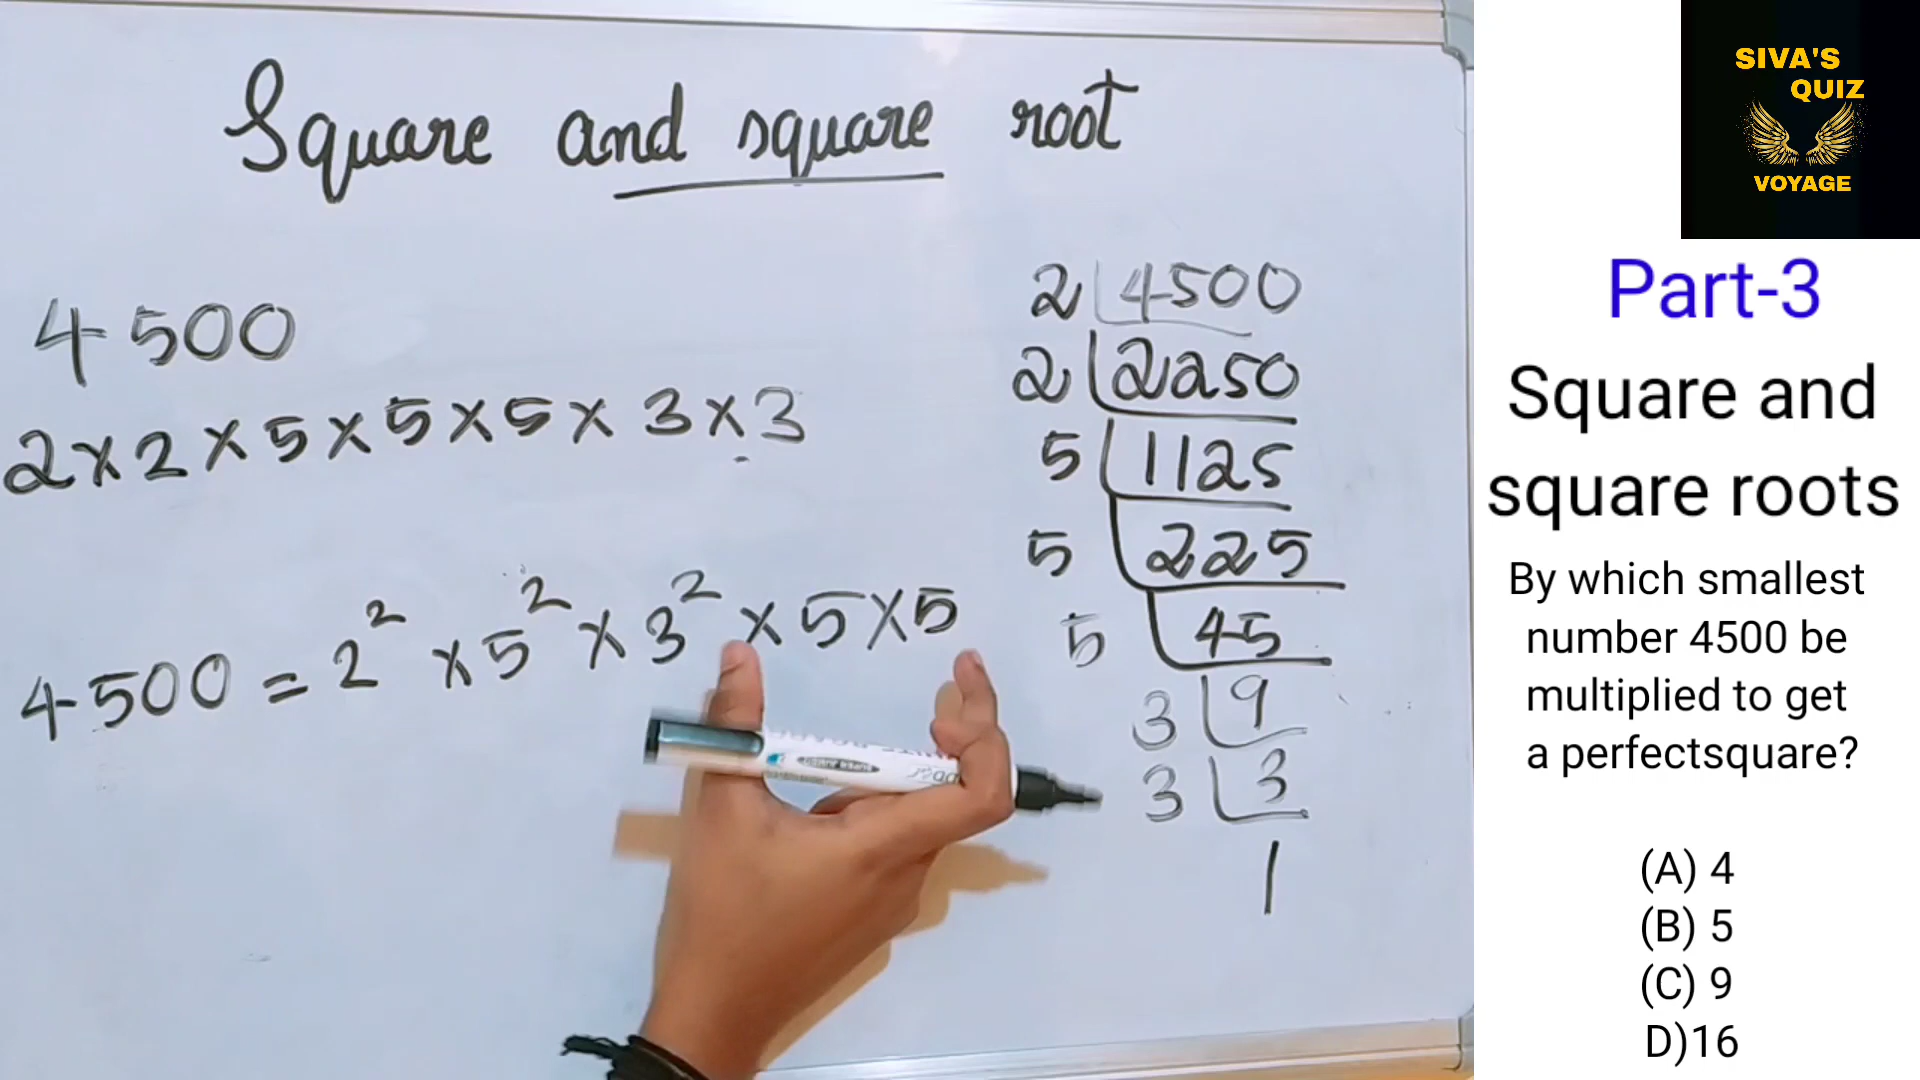 Square and square root
4500
2×2×5×5×5×3×3
4500 = 2² ×5² ×3² ×5×5
2 4500
2 2250
5 1125
5 225
5 45
3 9
3 3
1
SIVA'S
QUIZ
VOYAGE
Part-3
Square and
square roots
By which smallest
number 4500 be
multiplied to get
a perfectsquare?
(A) 4
(B) 5
(C) 9
D)16